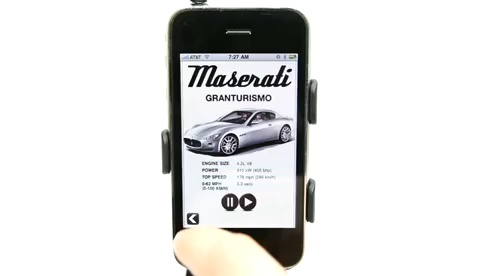 AT&T 7:27 AM
Maserati
GRANTURISMO
ENGINE SIZE 4.2L V8
POWER
TOP SPEED
0-62 MPH
(0-100 KM/H)